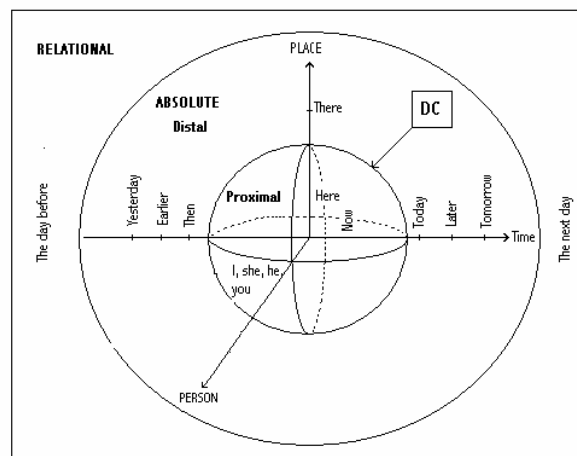 RELATIONAL
PLACE
ABSOLUTE
Distal
There
DC
Proximal
Here
The day before
Yesterday
Earlier
Then
Now
Today
Later
Tomorrow
Time
The next day
I, she, he,
you
PERSON